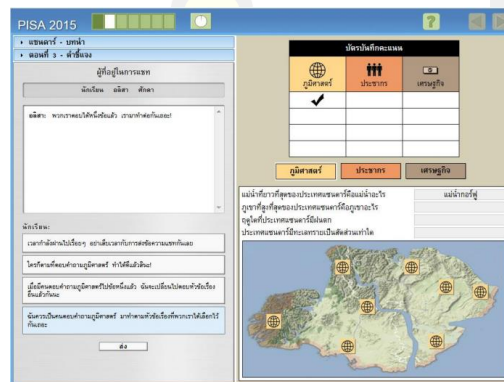 PISA 2015
?
แซนดาร์ - บทนำ
ตอนที่ 3 - คำชี้แจง
ผู้ที่อยู่ในการแชท
นักเรียน อลิสา ศักดา
อลิสา: พวกเราตอบได้หนึ่งข้อแล้ว เรามาทำต่อกันเถอะ!
นักเรียน:
เวลากำลังผ่านไปเรื่อยๆ อย่าเสียเวลากับการส่งข้อความแชทกันเลย
ใครก็ตามที่ตอบคำถามภูมิศาสตร์ ทำได้ดีแล้วสินะ!
เมื่อมีคนตอบคำถามภูมิศาสตร์ไปข้อหนึ่งแล้ว ฉันจะเปลี่ยนไปตอบหัวข้อเรื่อง
อื่นแล้วกันนะ
ฉันควรเป็นคนตอบคำถามภูมิศาสตร์ มาทำตามหัวข้อเรื่องที่พวกเราได้เลือกไว้
กันเถอะ
ส่ง
บัตรบันทึกคะแนน
ภูมิศาสตร์ ประชากร เศรษฐกิจ
ภูมิศาสตร์ ประชากร เศรษฐกิจ
แม่น้ำที่ยาวที่สุดของประเทศแซนดาร์คือแม่น้ำอะไร แม่น้ำกอร์ฟู
ภูเขาที่สูงที่สุดของประเทศแซนดาร์คือภูเขาอะไร
ฤดูใดที่ประเทศแซนดาร์มีฝนตก
ประเทศแซนดาร์มีทะเลทรายเป็นสัดส่วนเท่าใด